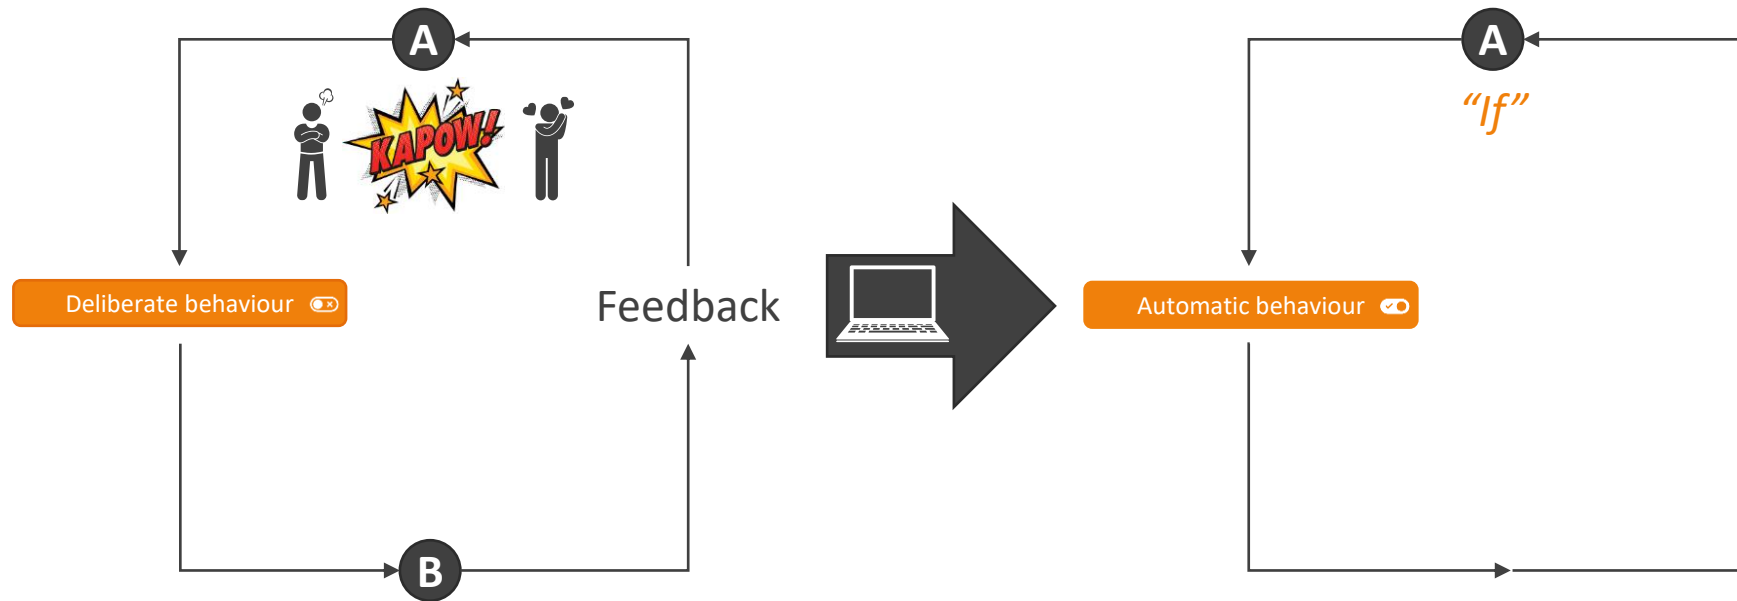 A
KAPOW!
Deliberate behaviour
Feedback
B
A
“If”
Automatic behaviour